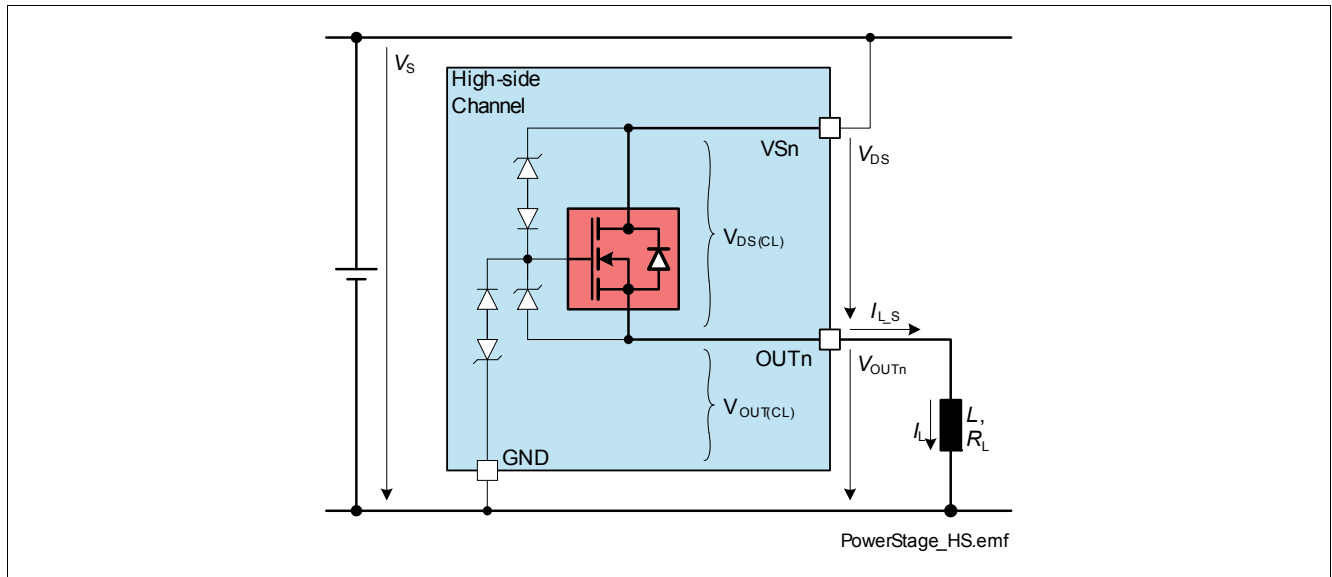 V_S
High-side
Channel
VSn
V_DS
V_DS(CL)
I_L_S
OUTn
V_OUTn
V_OUT(CL)
I_L
L,
R_L
GND
PowerStage_HS.emf